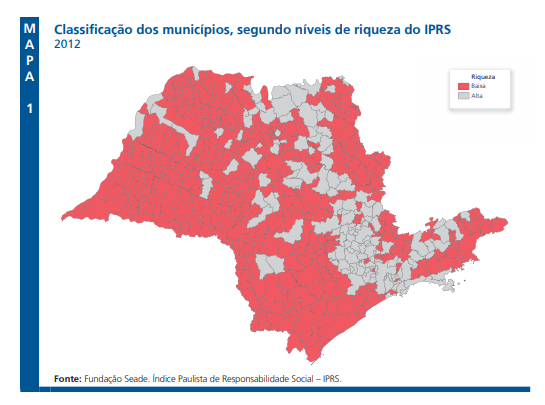 MAPA 1
Classificação dos municípios, segundo níveis de riqueza do IPRS
2012
Riqueza
Baixa
Alta
Fonte: Fundação Seade. Índice Paulista de Responsabilidade Social – IPRS.